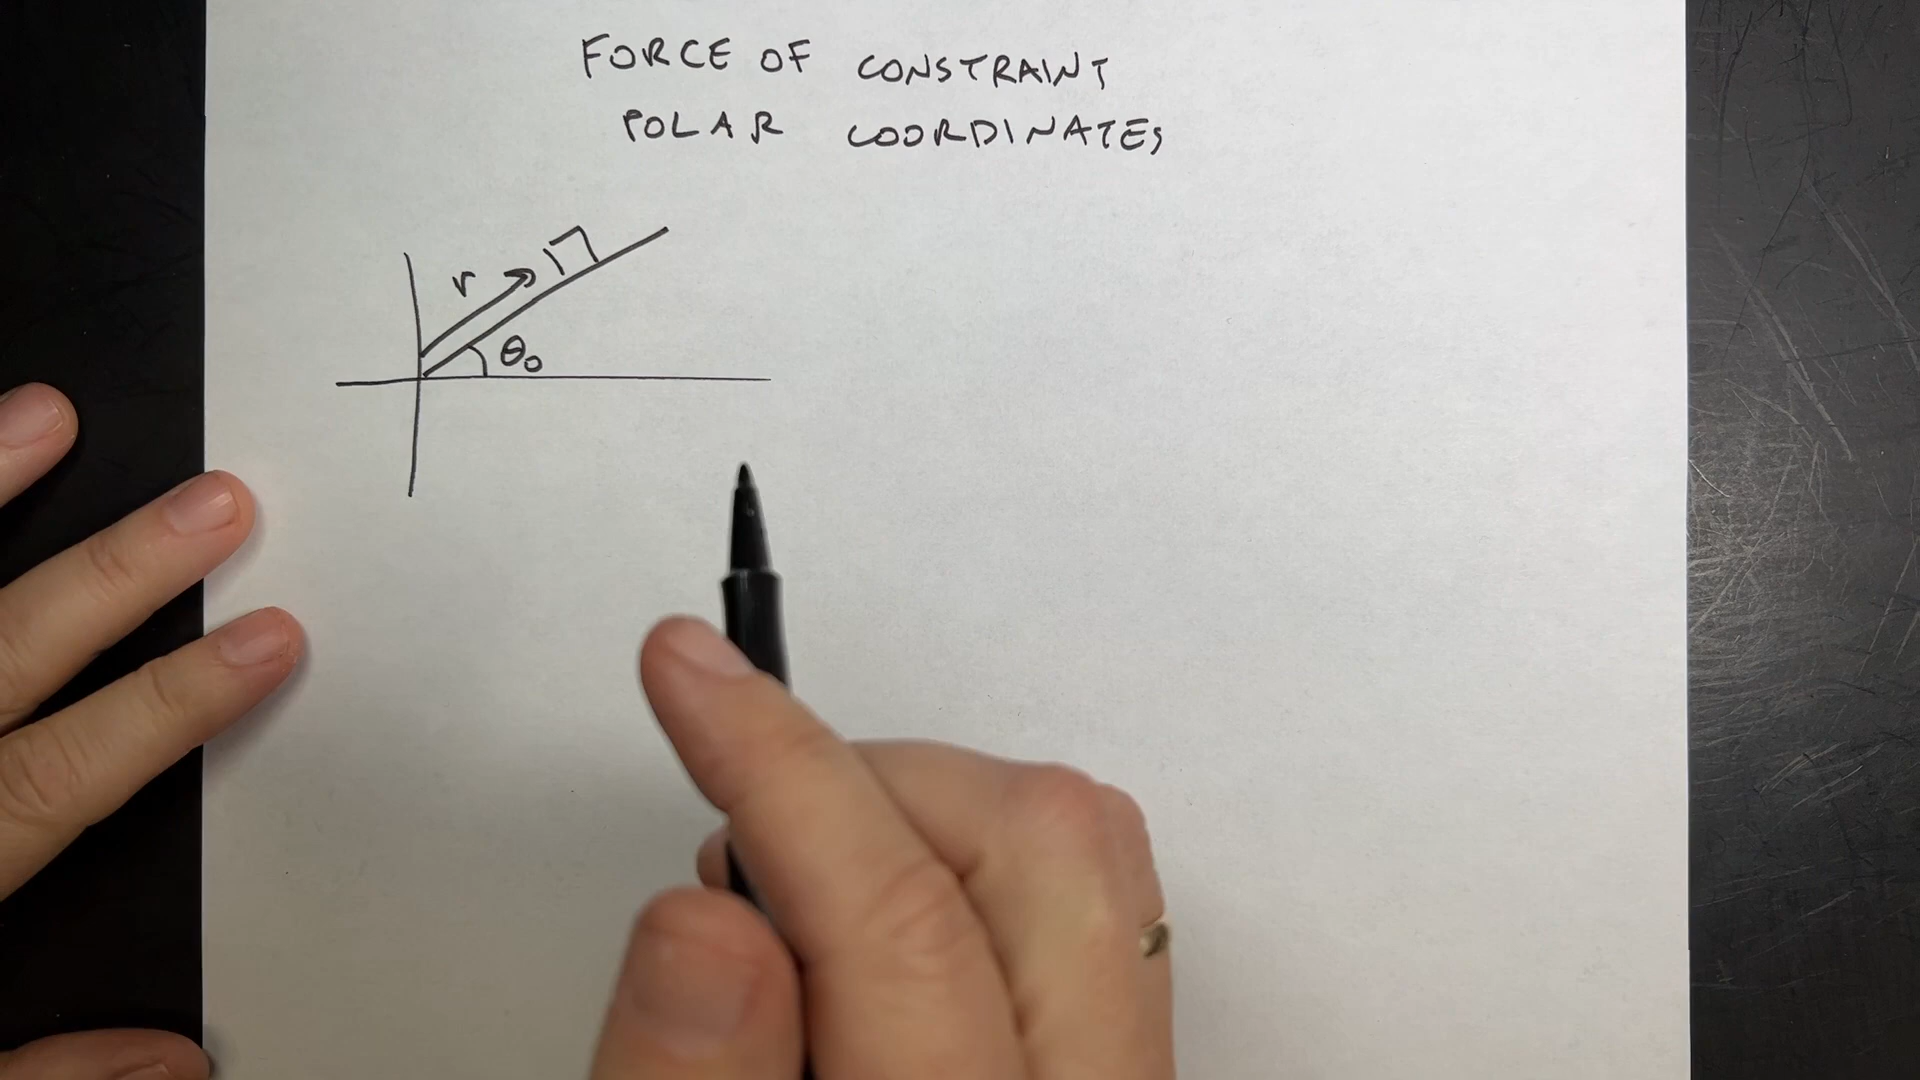 FORCE OF CONSTRAINT
POLAR COORDINATES
r
θ₀